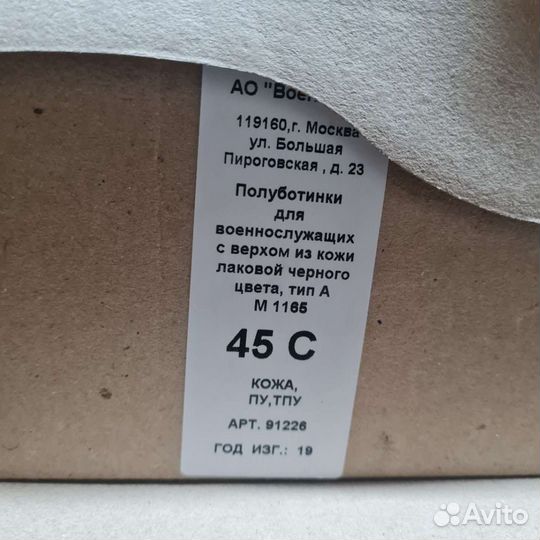 АО "Воен
119160,г. Москва
ул. Большая
Пироговская , д. 23
Полуботинки
для
военнослужащих
с верхом из кожи
лаковой черного
цвета, тип А
М 1165
45 С
КОЖА,
ПУ,ТПУ
АРТ. 91226
ГОД ИЗГ.: 19
Avito